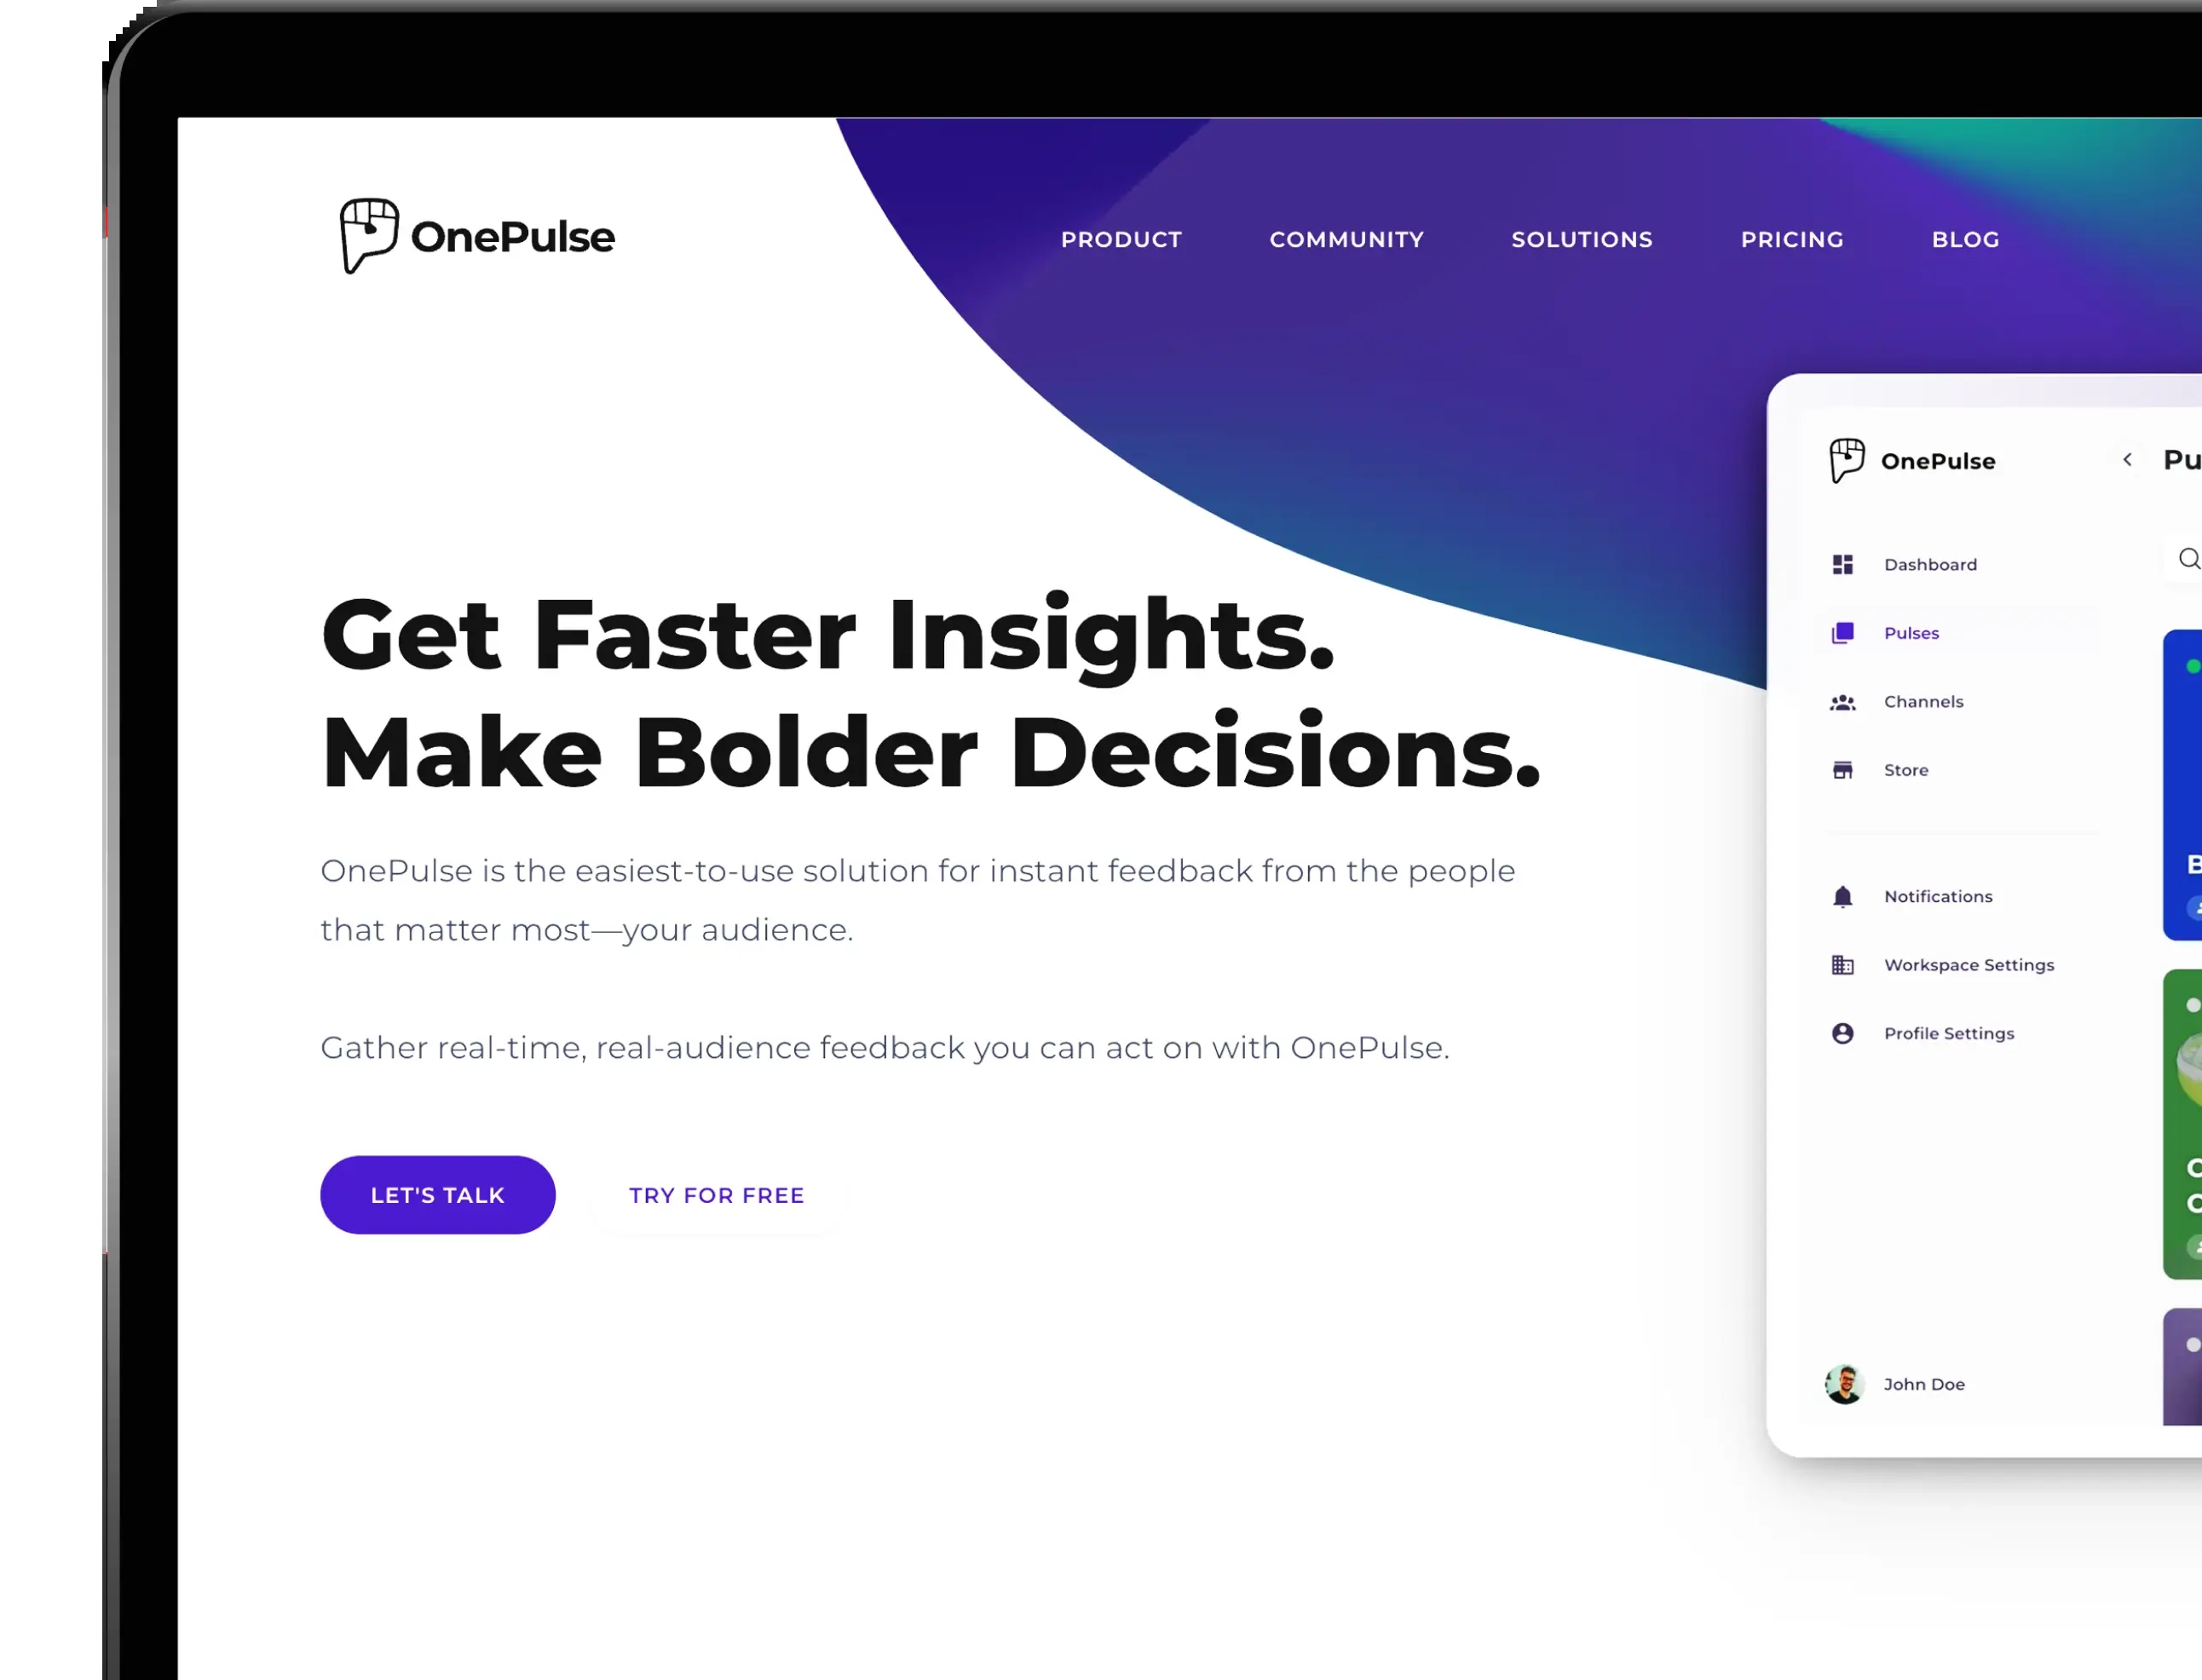 OnePulse
PRODUCT
COMMUNITY
SOLUTIONS
PRICING
BLOG
Get Faster Insights.
Make Bolder Decisions.
OnePulse is the easiest-to-use solution for instant feedback from the people
that matter most—your audience.
Gather real-time, real-audience feedback you can act on with OnePulse.
LET'S TALK
TRY FOR FREE
OnePulse
Dashboard
Pulses
Channels
Store
Notifications
Workspace Settings
Profile Settings
John Doe